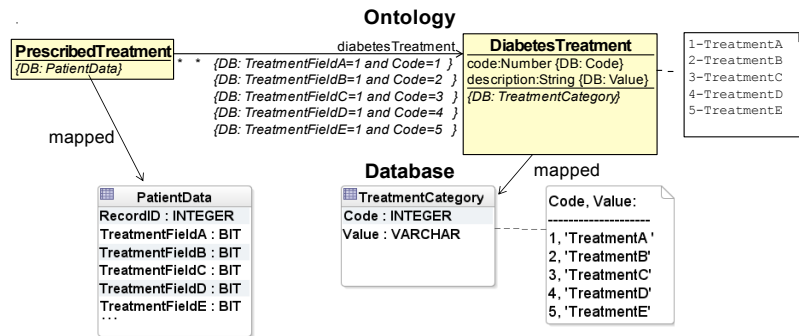 Ontology
PrescribedTreatment
{DB: PatientData}
* *
diabetesTreatment
{DB: TreatmentFieldA=1 and Code=1 }
{DB: TreatmentFieldB=1 and Code=2 }
{DB: TreatmentFieldC=1 and Code=3 }
{DB: TreatmentFieldD=1 and Code=4 }
{DB: TreatmentFieldE=1 and Code=5 }
DiabetesTreatment
code:Number {DB: Code}
description:String {DB: Value}
{DB: TreatmentCategory}
1-TreatmentA
2-TreatmentB
3-TreatmentC
4-TreatmentD
5-TreatmentE
mapped
Database
mapped
PatientData
RecordID : INTEGER
TreatmentFieldA : BIT
TreatmentFieldB : BIT
TreatmentFieldC : BIT
TreatmentFieldD : BIT
TreatmentFieldE : BIT
...
TreatmentCategory
Code : INTEGER
Value : VARCHAR
Code, Value:
--------------------
1, 'TreatmentA '
2, 'TreatmentB'
3, 'TreatmentC'
4, 'TreatmentD'
5, 'TreatmentE'